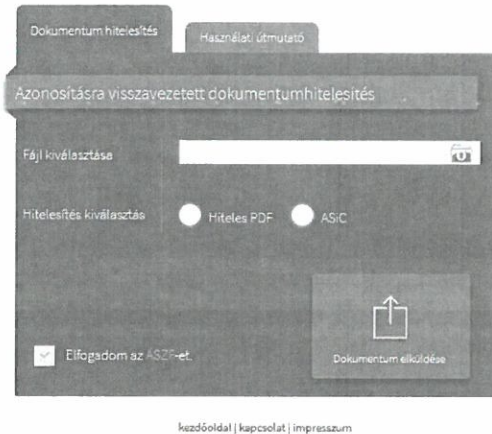 Dokumentum hitelesítés
Használati útmutató
Azonosításra visszavezetett dokumentumhitelesítés
Fájl kiválasztása
Hitelesítés kiválasztás
Hiteles PDF
ASiC
Elfogadom az ÁSZF-et.
Dokumentum elküldése
kezdőoldal | kapcsolat | impresszum